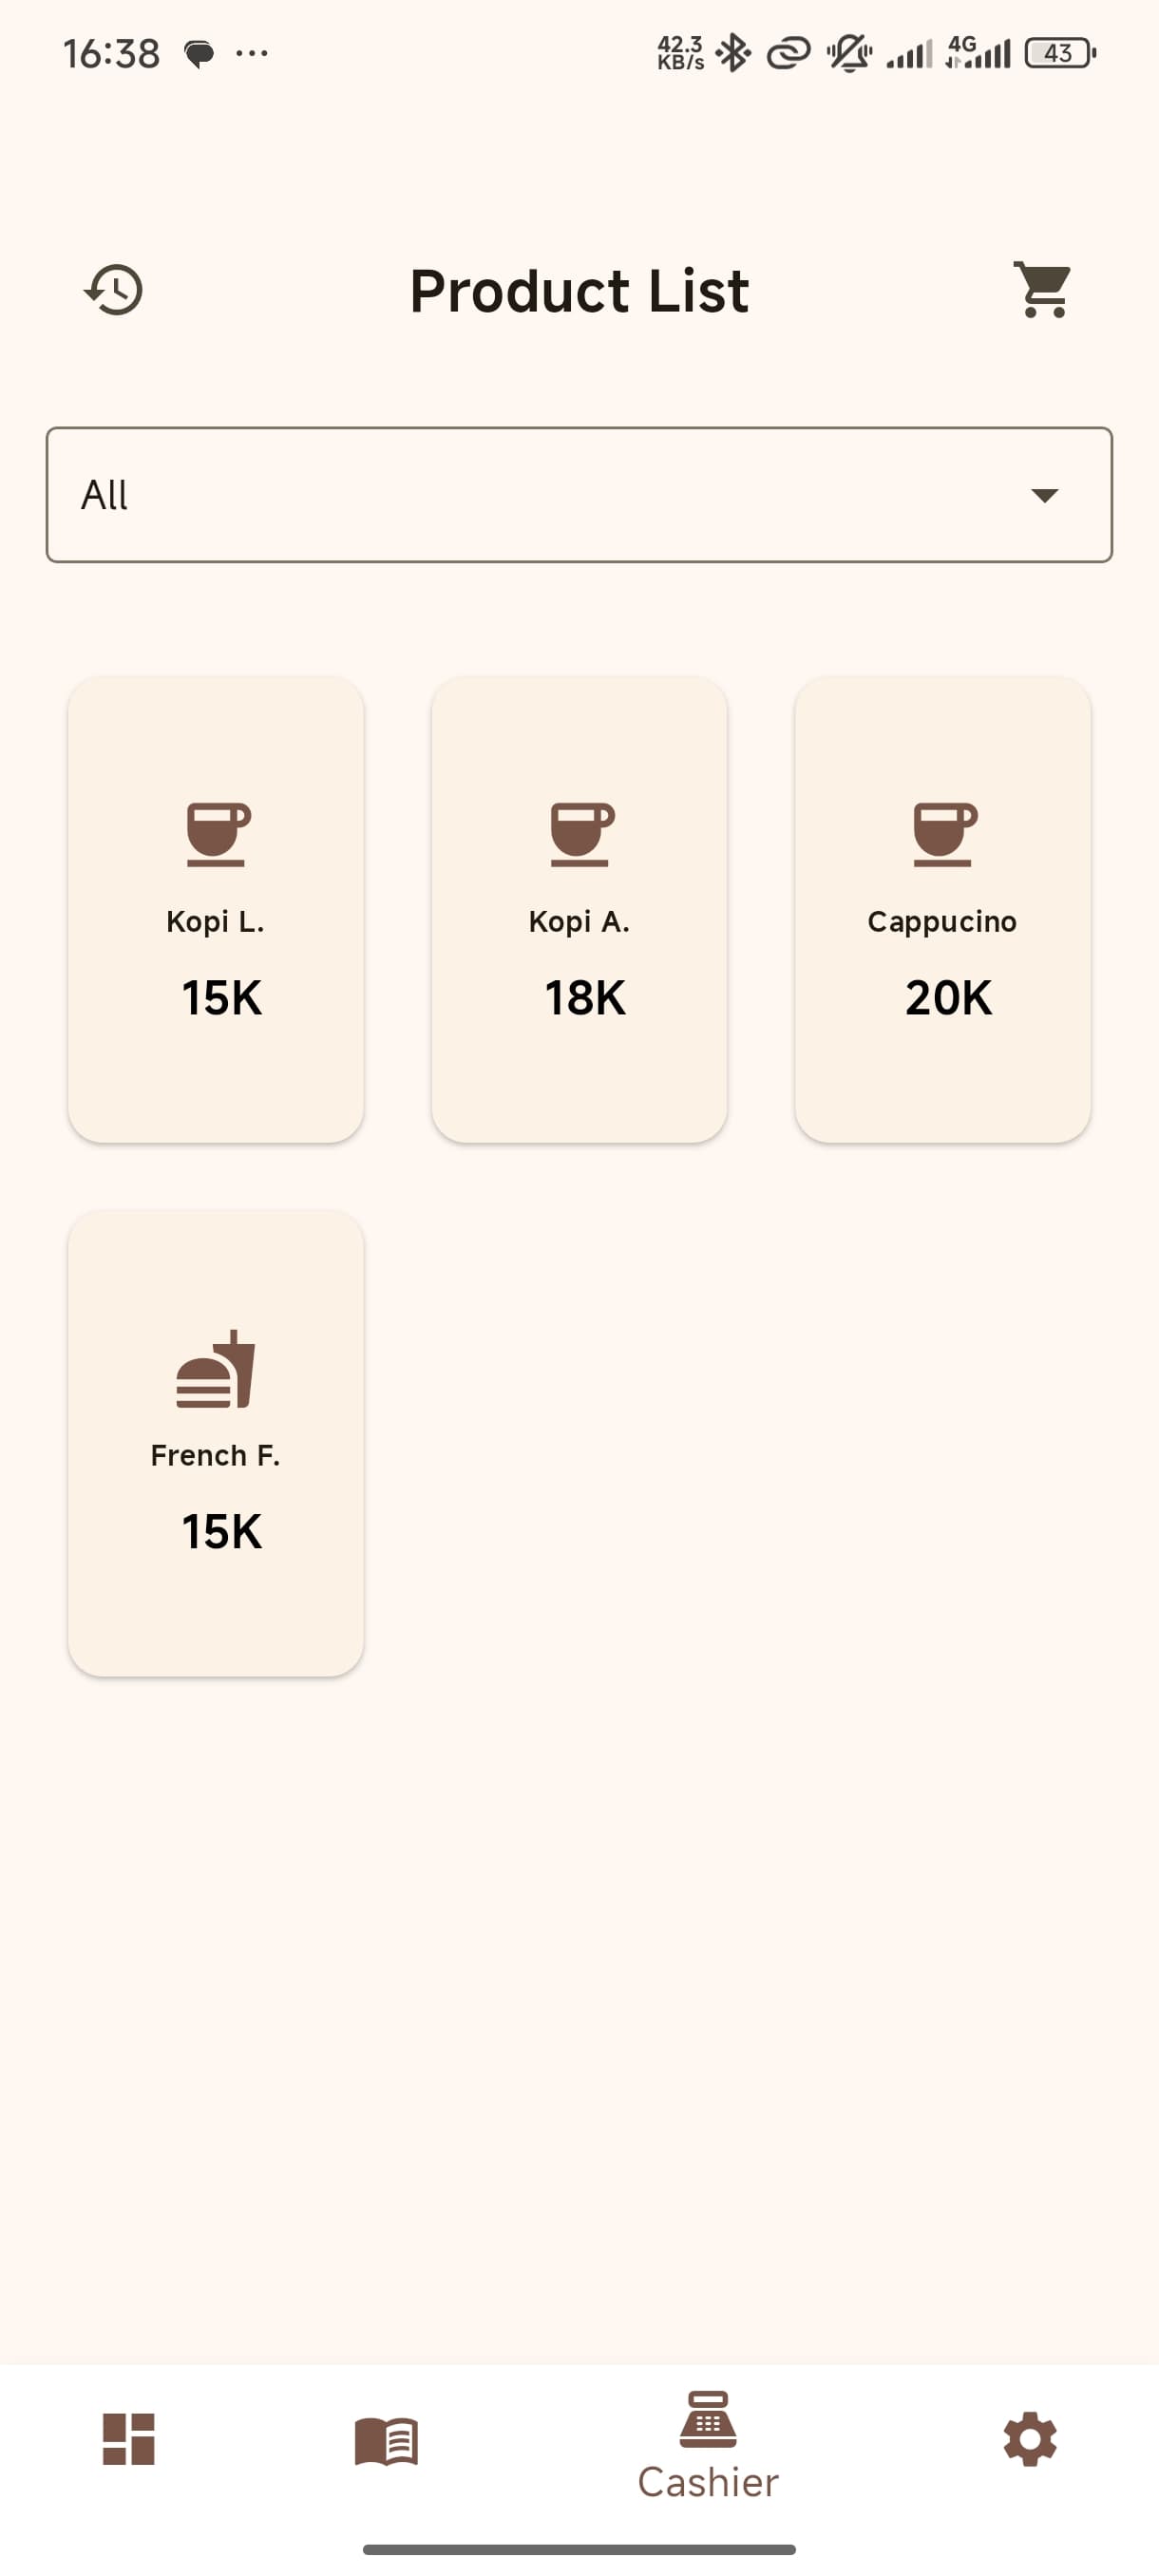 16:38
42.3
KB/s
4G
43
Product List
All
Kopi L.
15K
Kopi A.
18K
Cappucino
20K
French F.
15K
Cashier